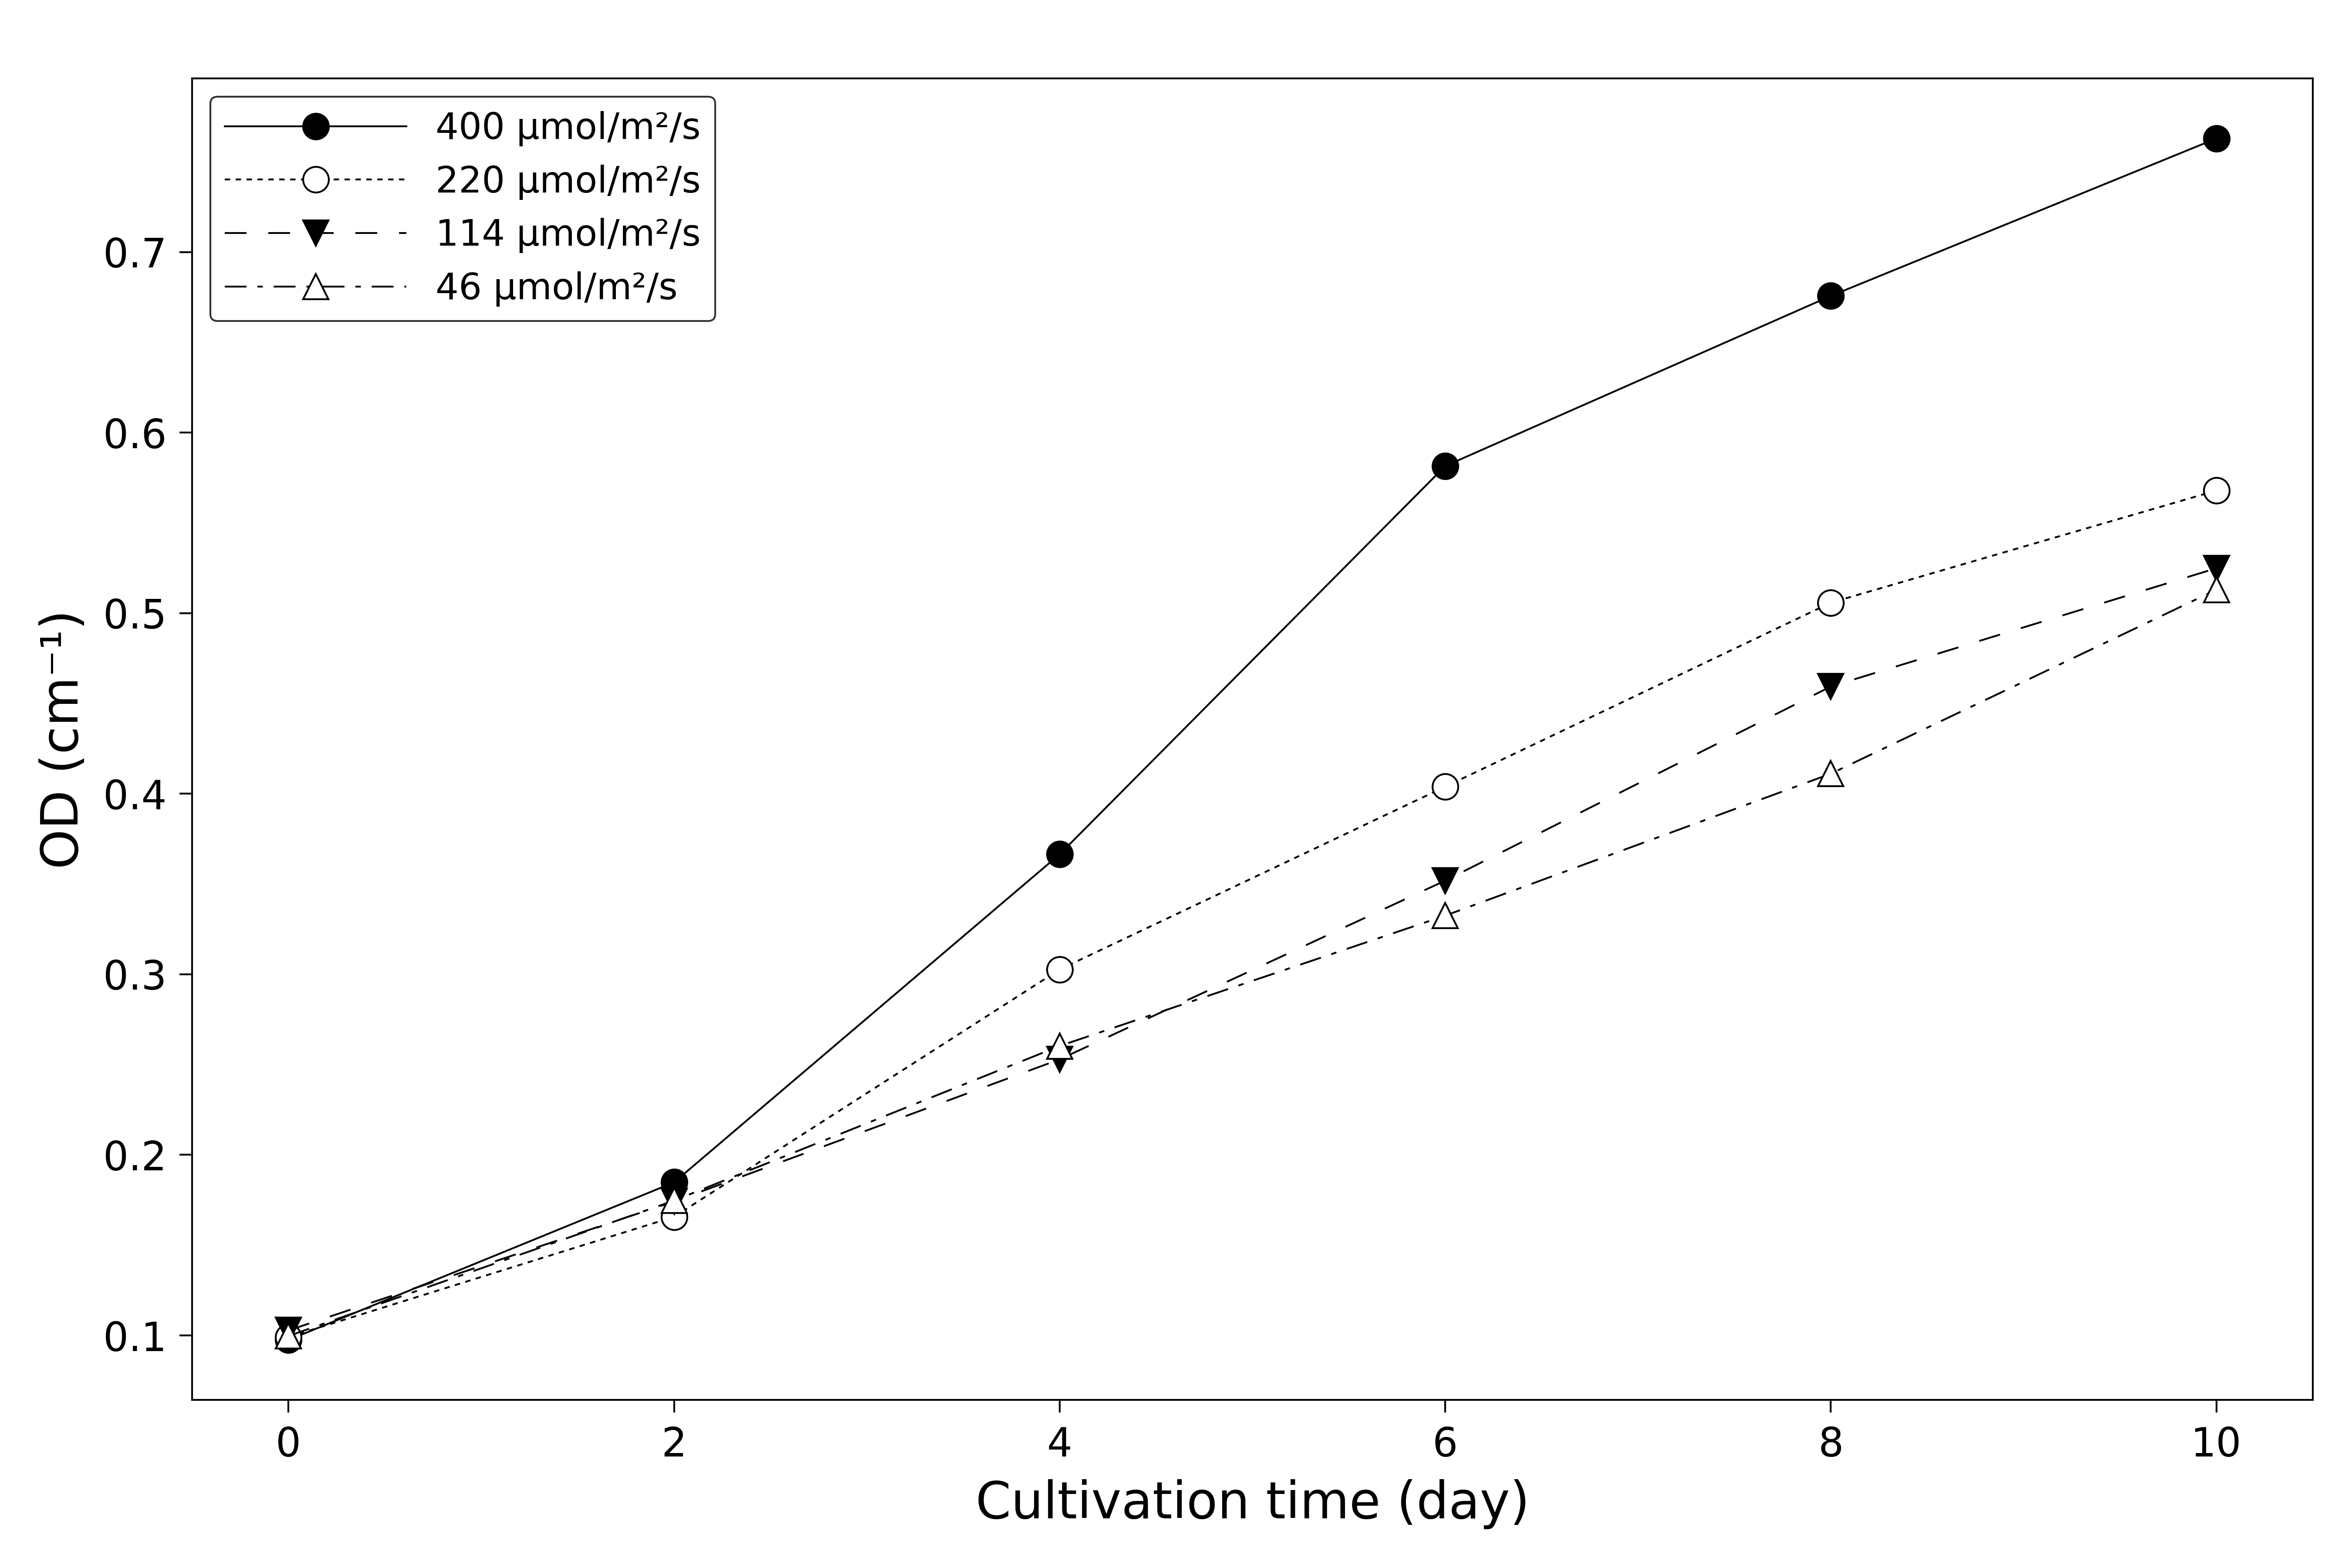 400 μmol/m²/s
220 μmol/m²/s
114 μmol/m²/s
46 μmol/m²/s
0.7
0.6
0.5
0.4
0.3
0.2
0.1
OD (cm⁻¹)
0 2 4 6 8 10
Cultivation time (day)